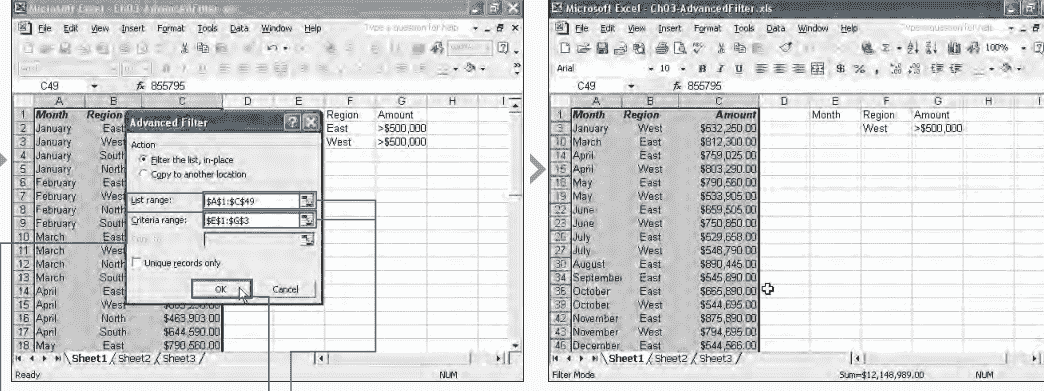 Microsoft Excel - Ch03-AdvancedFilter.xls
File Edit View Insert Format Tools Data Window Help
C49 fx 855795
A B C D E F G H I
1 Month Region Region Amount
2 January East East >$500,000
3 January West West >$500,000
4 January South
5 January North
6 February East
7 February West
8 February North
9 February South
10 March East
11 March West
12 March North
13 March South
14 April East
15 April West
16 April North $463,903.00
17 April South $644,590.00
18 May East $790,560.00
Advanced Filter
Action
Filter the list, in-place
Copy to another location
List range: $A$1:$C$49
Criteria range: $E$1:$G$3
Unique records only
OK Cancel
Sheet1 / Sheet2 / Sheet3 /
Ready NUM
Microsoft Excel - Ch03-AdvancedFilter.xls
File Edit View Insert Format Tools Data Window Help
100%
Arial 10 B I U
C49 fx 855795
A B C D E F G H I
1 Month Region Amount Month Region Amount
3 January West $632,350.00 West >$500,000
10 March East $812,300.00
14 April East $759,025.00
15 April West $803,290.00
18 May East $790,560.00
19 May West $533,905.00
22 June East $659,505.00
23 June West $750,850.00
26 July East $529,658.00
27 July West $548,790.00
30 August East $890,445.00
34 September East $545,690.00
38 October East $665,890.00
39 October West $544,695.00
42 November East $875,890.00
43 November West $794,695.00
46 December East $544,566.00
Sheet1 / Sheet2 / Sheet3 /
Filter Mode Sum=$12,148,989.00 NUM